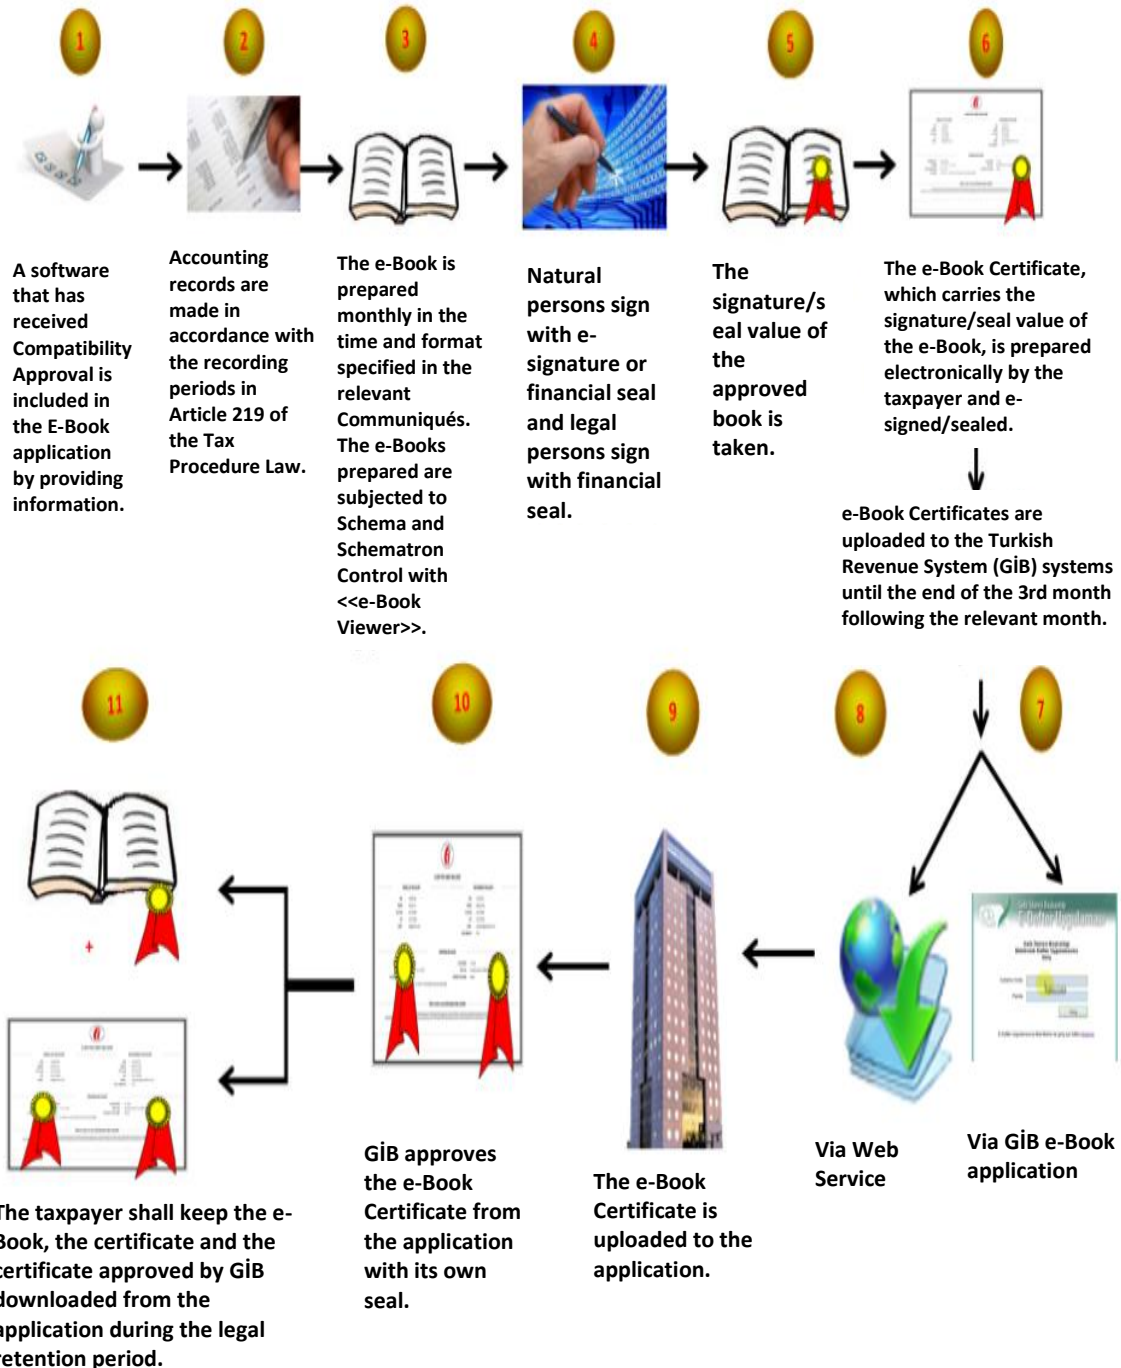 1
2
3
4
5
6
A software
that has
received
Compatibility
Approval is
included in
the E-Book
application
by providing
information.
Accounting
records are
made in
accordance with
the recording
periods in
Article 219 of
the Tax
Procedure Law.
The e-Book is
prepared
monthly in the
time and format
specified in the
relevant
Communiqués.
The e-Books
prepared are
subjected to
Schema and
Schematron
Control with
<<e-Book
Viewer>>.
Natural
persons sign
with e-
signature or
financial seal
and legal
persons sign
with financial
seal.
The
signature/s
eal value of
the
approved
book is
taken.
The e-Book Certificate,
which carries the
signature/seal value of
the e-Book, is prepared
electronically by the
taxpayer and e-
signed/sealed.
e-Book Certificates are
uploaded to the Turkish
Revenue System (GİB) systems
until the end of the 3rd month
following the relevant month.
11
10
9
8
7
+
E-Defter Uygulaması
Via GİB e-Book
application
Via Web
Service
The e-Book
Certificate is
uploaded to the
application.
GİB approves
the e-Book
Certificate from
the application
with its own
seal.
The taxpayer shall keep the e-
Book, the certificate and the
certificate approved by GİB
downloaded from the
application during the legal
retention period.